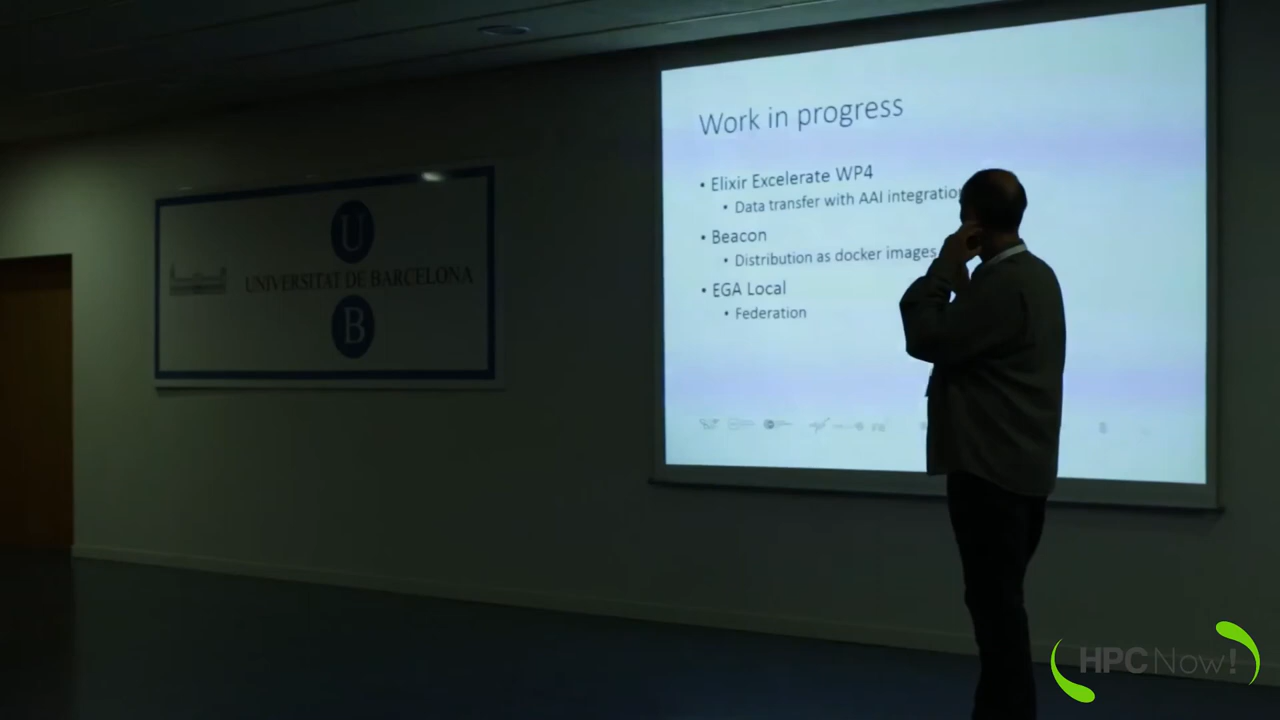 U
UNIVERSITAT DE BARCELONA
B
Work in progress
• Elixir Excelerate WP4
• Data transfer with AAI integration
• Beacon
• Distribution as docker images
• EGA Local
• Federation
HPCNow!